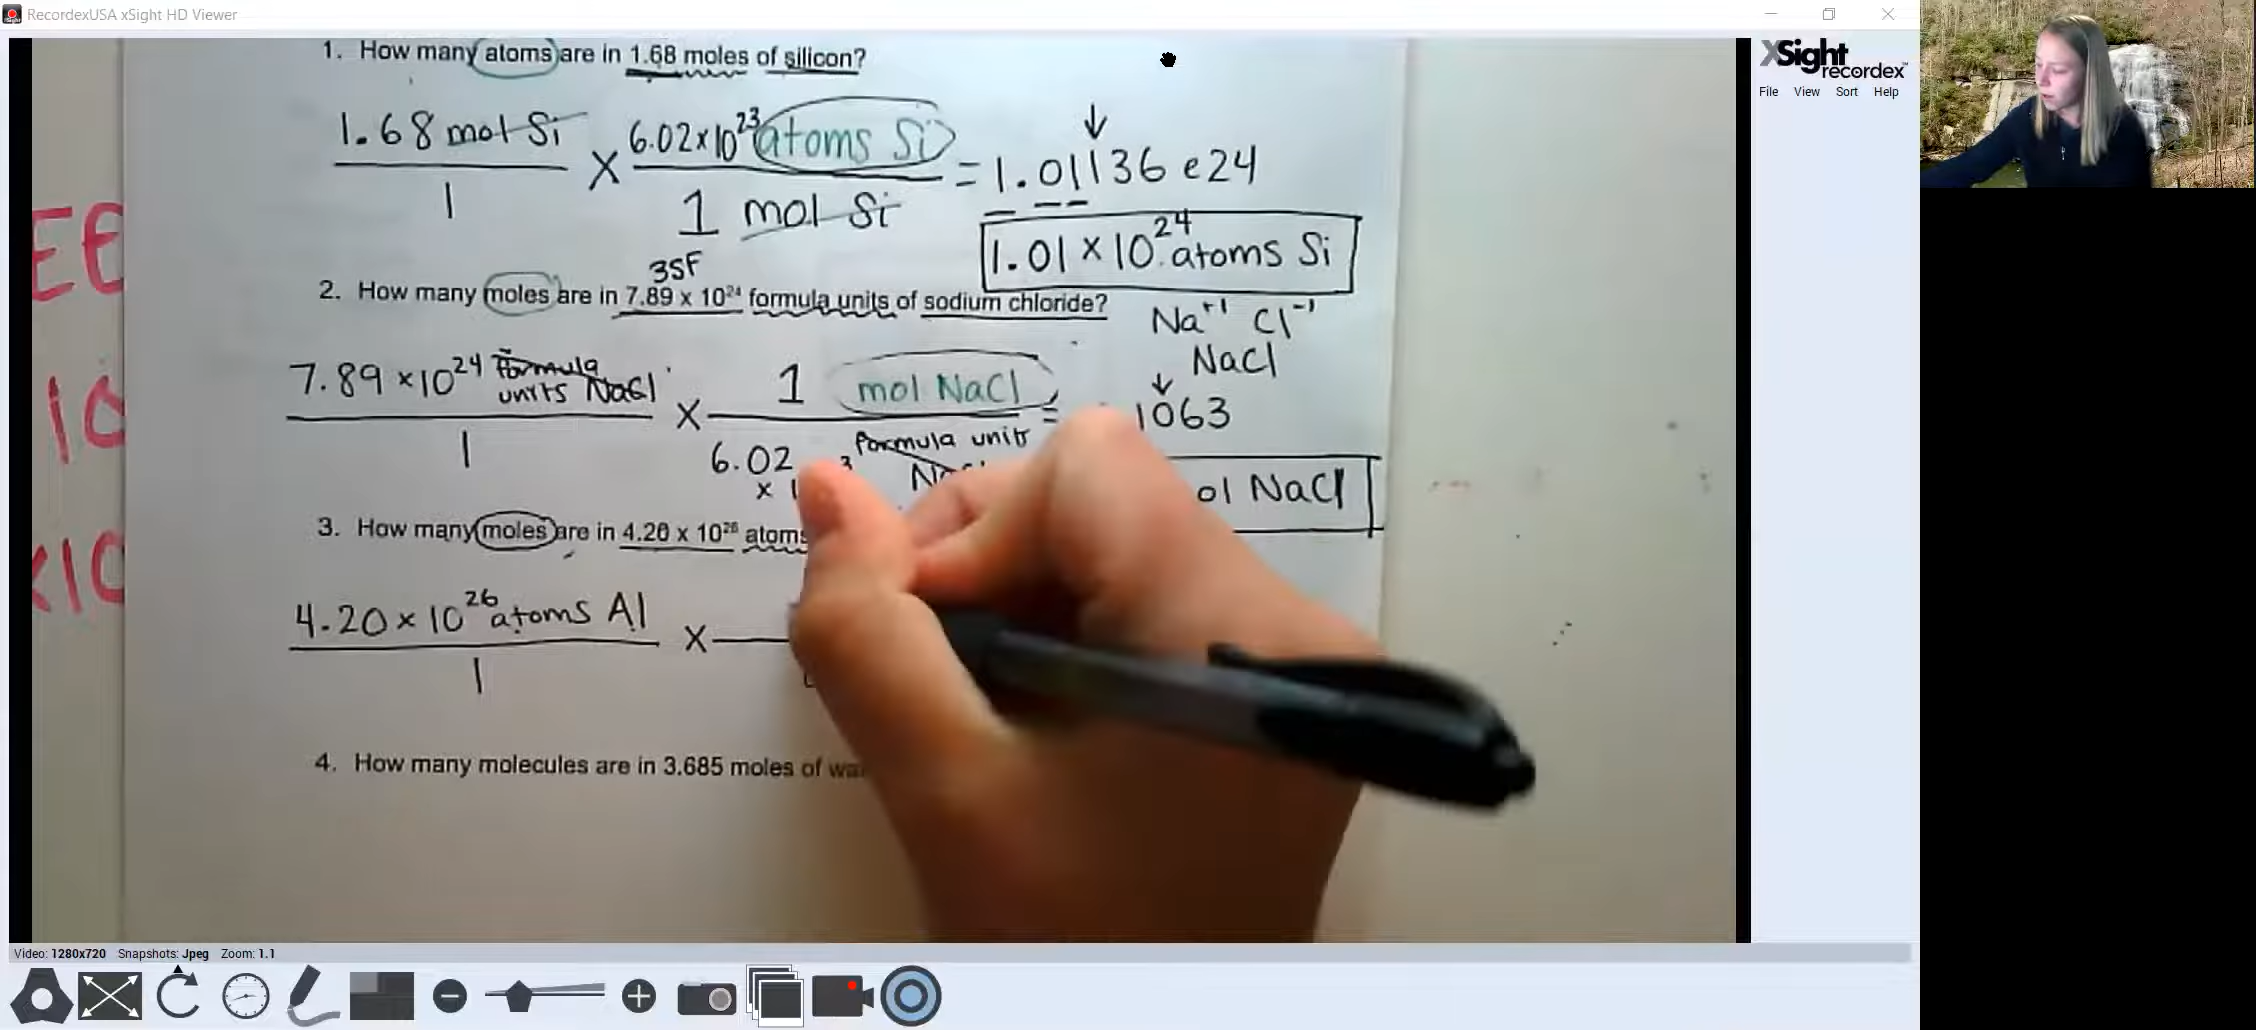 RecordexUSA xSight HD Viewer
XSight
recordex
File View Sort Help
1. How many atoms are in 1.68 moles of silicon?
1.68 mol Si
1
X
6.02x10^23 atoms Si
1 mol Si
= 1.01136 e24
1.01 x 10^24 atoms Si
3SF
2. How many moles are in 7.89 x 10^24 formula units of sodium chloride?
Na^+1 Cl^-1
NaCl
7.89 x10^24 formula units NaCl
1
X
1 mol NaCl
6.02
x 1
formula units
=
1063
ol NaCl
3. How many moles are in 4.20 x 10^26 atoms
4.20 x 10^26 atoms Al
1
X
4. How many molecules are in 3.685 moles of wa
EE
10
x10
Video: 1280x720 Snapshots: Jpeg Zoom: 1.1